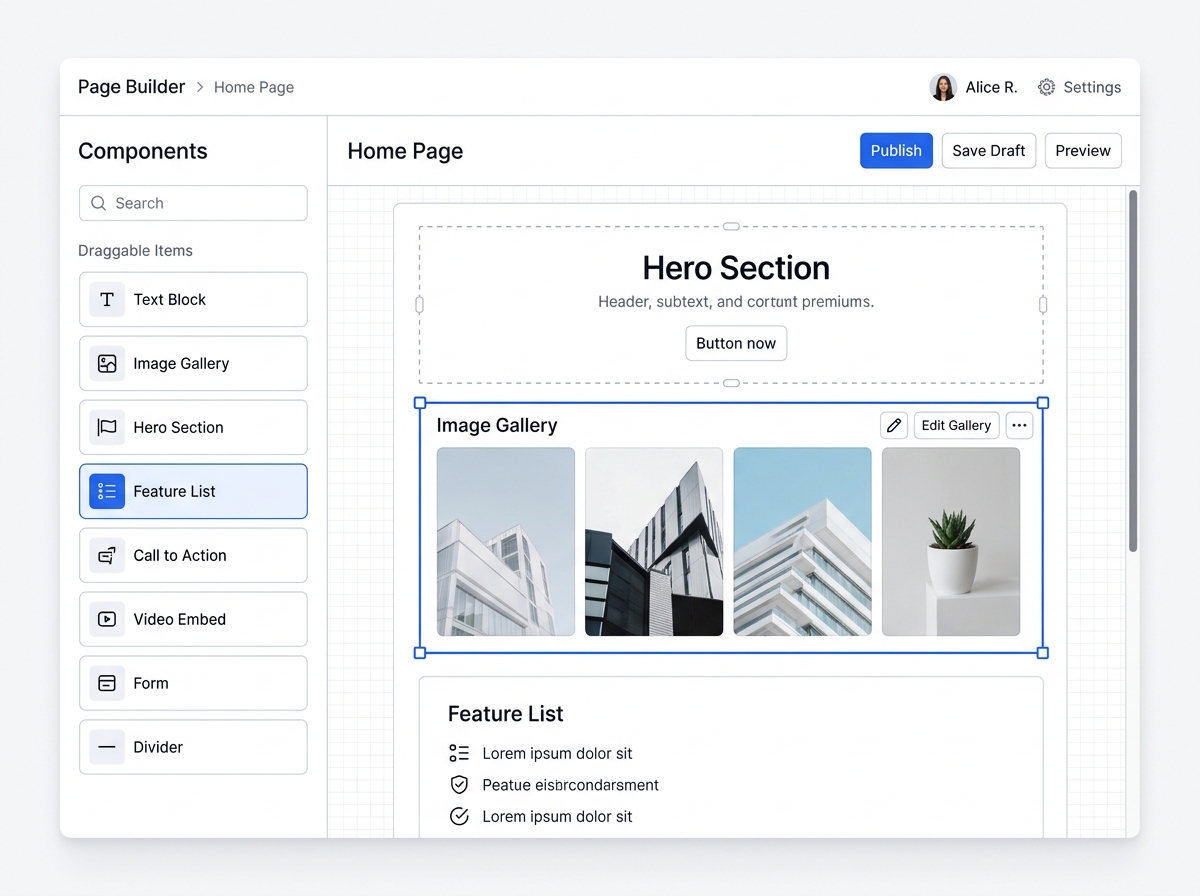 Page Builder > Home Page
Alice R.
Settings
Components
Search
Draggable Items
Text Block
Image Gallery
Hero Section
Feature List
Call to Action
Video Embed
Form
Divider
Home Page
Publish
Save Draft
Preview
Hero Section
Header, subtext, and cortunt premiums.
Button now
Image Gallery
Edit Gallery
Feature List
Lorem ipsum dolor sit
Peatue eisbrcondarsment
Lorem ipsum dolor sit